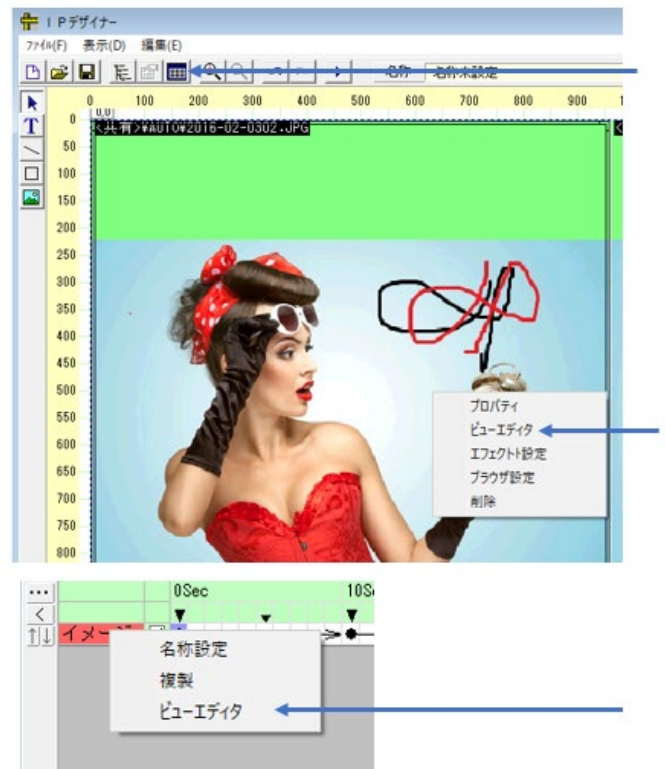 IPデザイナー
ファイル(F) 表示(D) 編集(E)
名称 名称未設定
0 100 200 300 400 500 600 700 800 900
0,0
<共有>¥AUTO¥2016-02-0302.JPG
0
50
100
150
200
250
300
350
400
450
500
550
600
650
700
750
800
プロパティ
ビューエディタ
エフェクトト設定
ブラウザ設定
削除
0Sec 10S
イメージ
名称設定
複製
ビューエディタ